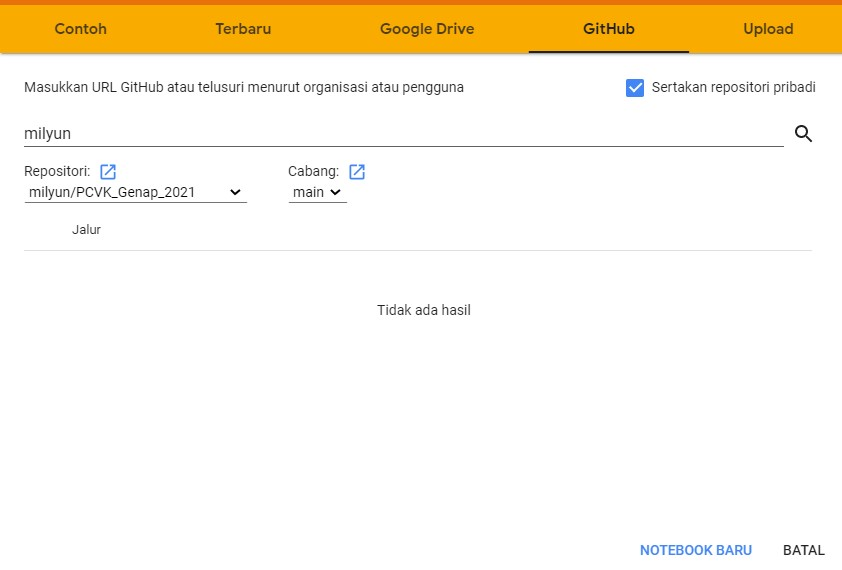 Contoh Terbaru Google Drive GitHub Upload
Masukkan URL GitHub atau telusuri menurut organisasi atau pengguna Sertakan repositori pribadi
milyun
Repositori: Cabang:
milyun/PCVK_Genap_2021 main
Jalur
Tidak ada hasil
NOTEBOOK BARU BATAL